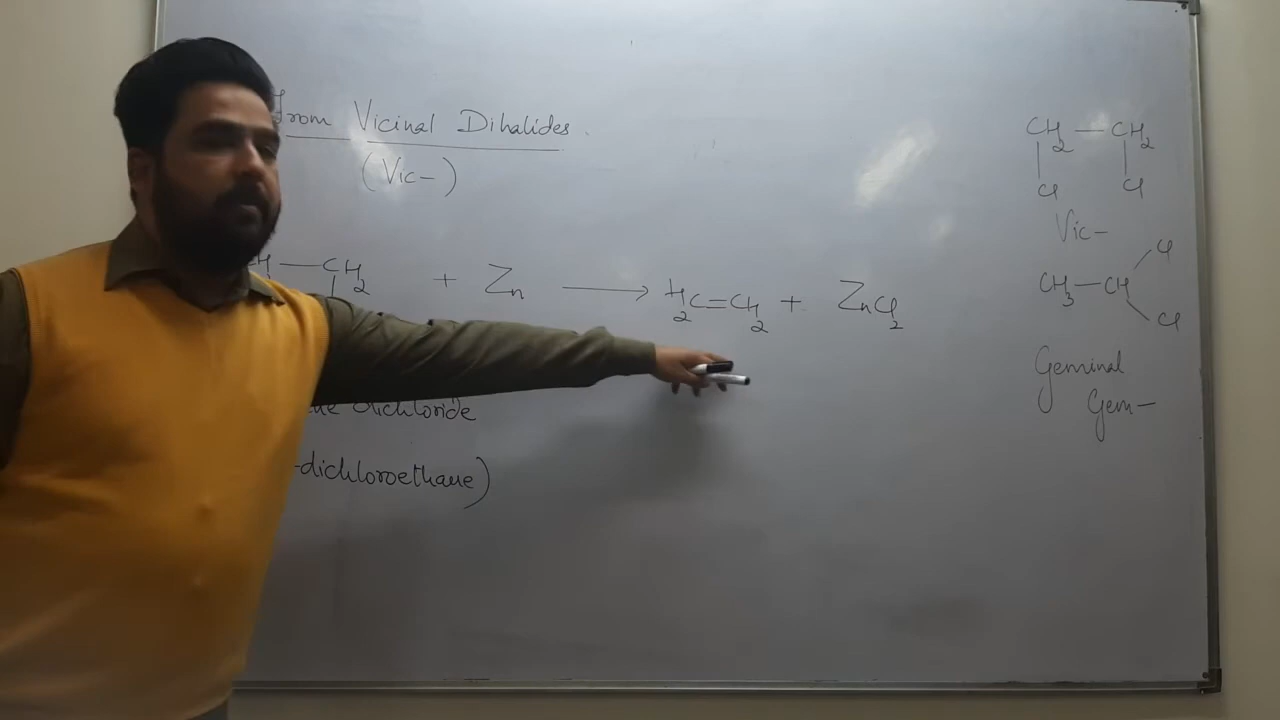 From Vicinal Dihalides.
(Vic-)
—CH2 + Zn ⟶ H2C=CH2 + ZnCl2
dichloride
-dichloroethane)
CH2—CH2
Cl Cl
Vic-
Cl
CH3—CH
Cl
Geminal
Gem-